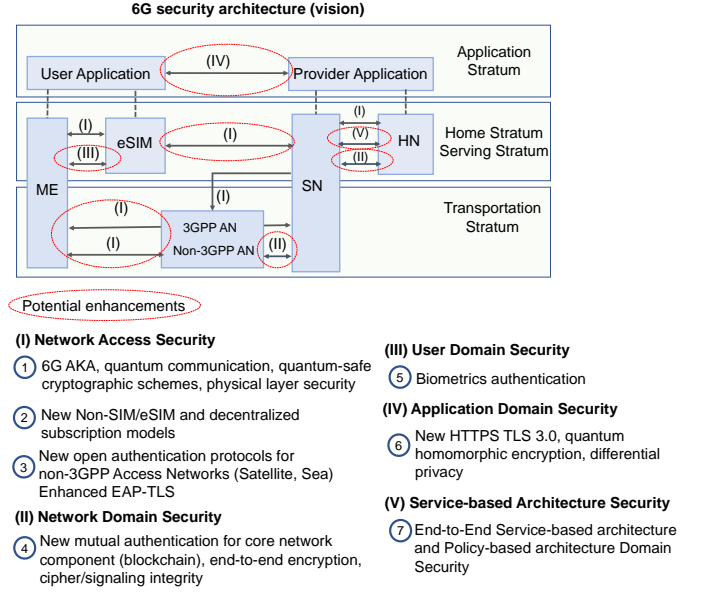 6G security architecture (vision)
Application
Stratum
User Application
(IV)
Provider Application
(I)
(I)
(I)
eSIM
(V)
HN
Home Stratum
Serving Stratum
(III)
(II)
ME
SN
(I)
(I)
Transportation
Stratum
3GPP AN
(I)
(II)
Non-3GPP AN
Potential enhancements
(I) Network Access Security
1 6G AKA, quantum communication, quantum-safe
cryptographic schemes, physical layer security
2 New Non-SIM/eSIM and decentralized
subscription models
3 New open authentication protocols for
non-3GPP Access Networks (Satellite, Sea)
Enhanced EAP-TLS
(II) Network Domain Security
4 New mutual authentication for core network
component (blockchain), end-to-end encryption,
cipher/signaling integrity
(III) User Domain Security
5 Biometrics authentication
(IV) Application Domain Security
6 New HTTPS TLS 3.0, quantum
homomorphic encryption, differential
privacy
(V) Service-based Architecture Security
7 End-to-End Service-based architecture
and Policy-based architecture Domain
Security